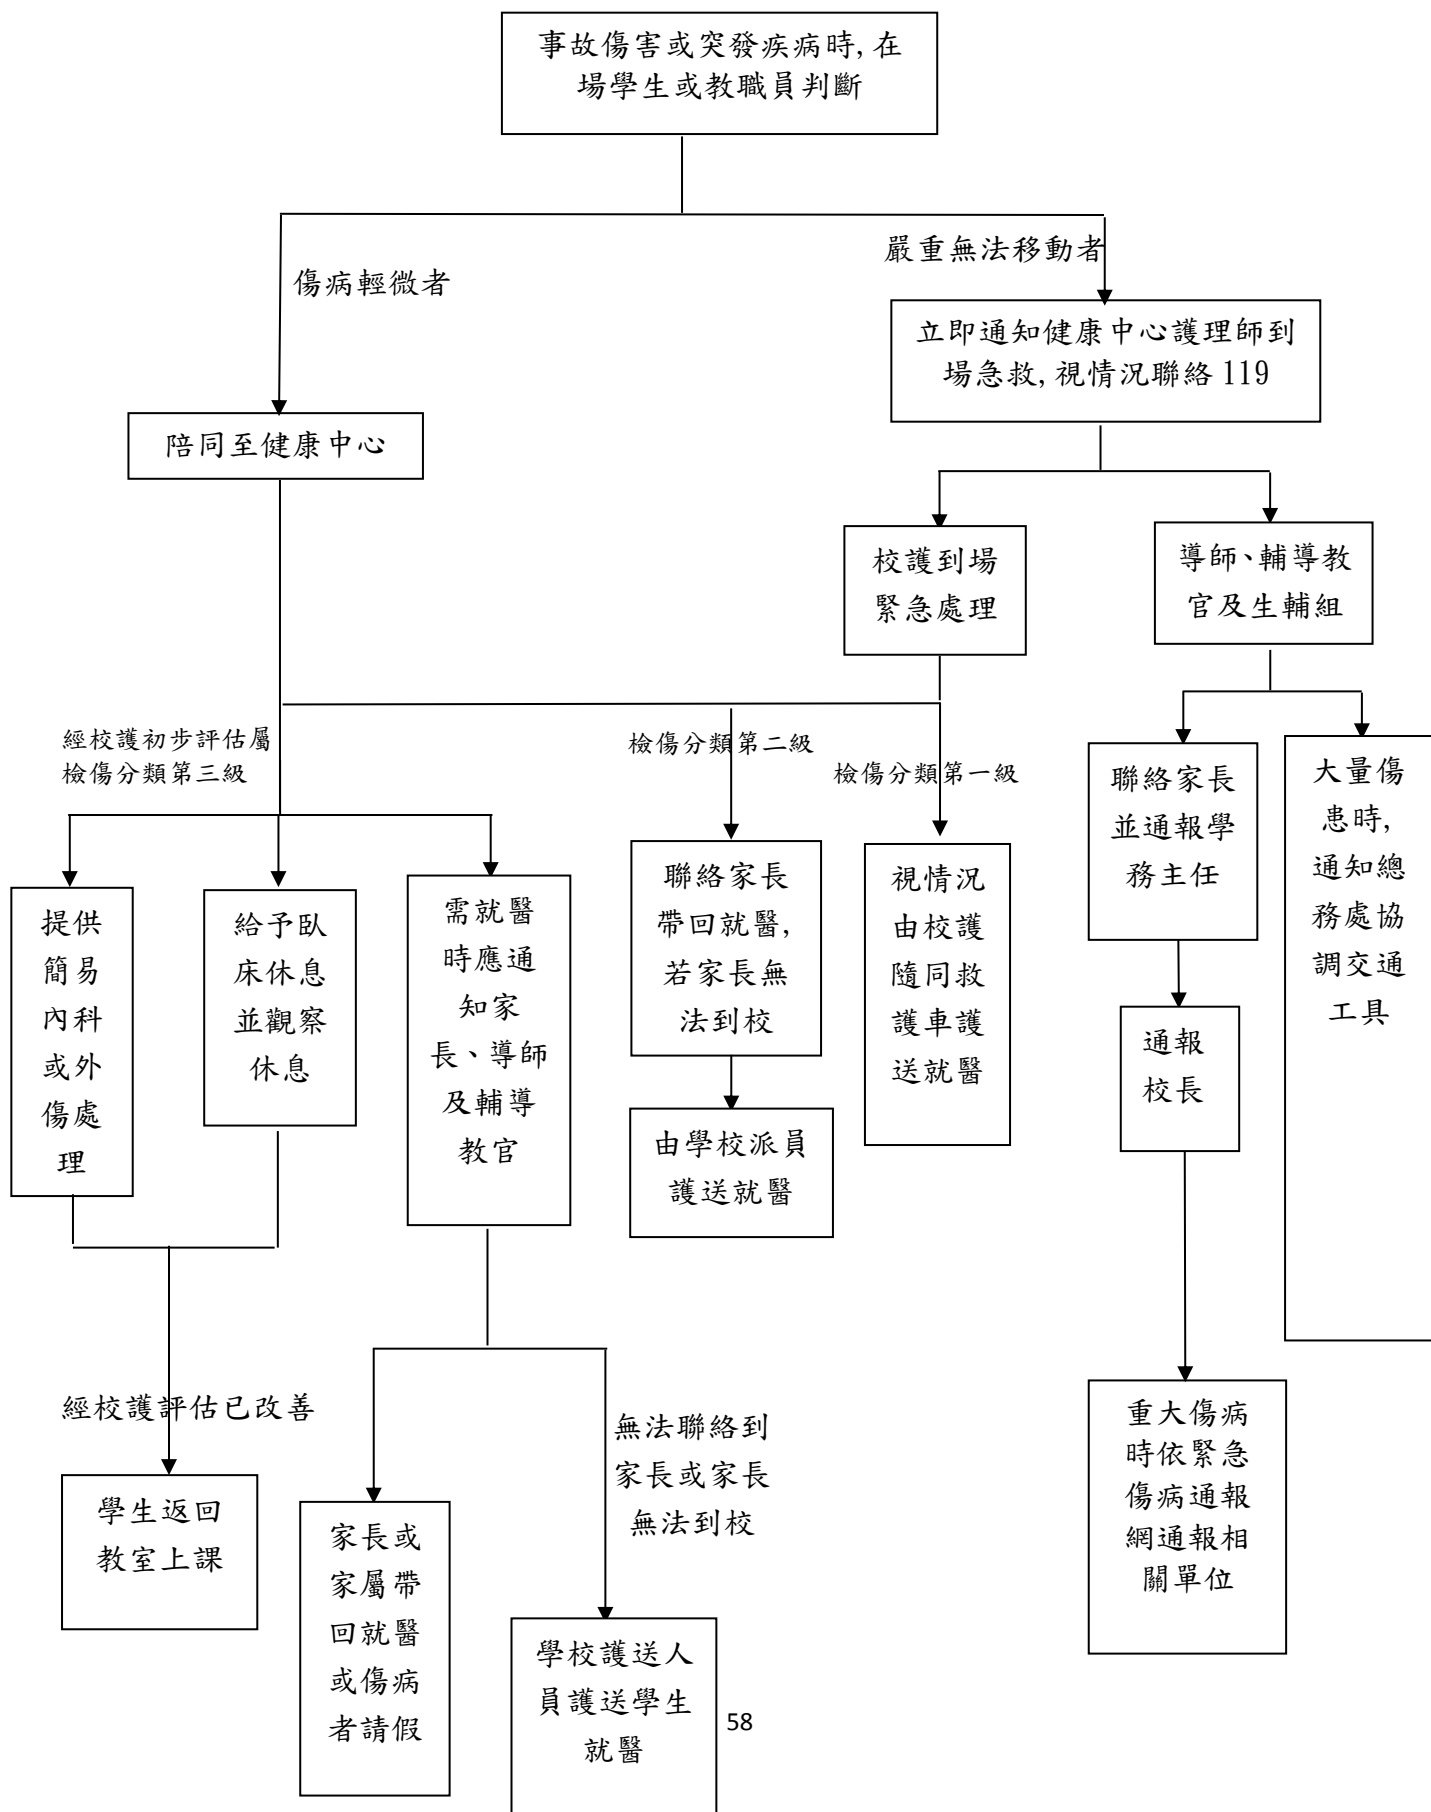 事故傷害或突發疾病時,在
場學生或教職員判斷
傷病輕微者
嚴重無法移動者
立即通知健康中心護理師到
場急救,視情況聯絡 119
陪同至健康中心
校護到場
緊急處理
導師、輔導教
官及生輔組
經校護初步評估屬
檢傷分類第三級
檢傷分類第二級
檢傷分類第一級
提供
簡易
內科
或外
傷處
理
給予臥
床休息
並觀察
休息
需就醫
時應通
知家
長、導師
及輔導
教官
聯絡家長
帶回就醫,
若家長無
法到校
由學校派員
護送就醫
視情況
由校護
隨同救
護車護
送就醫
聯絡家長
並通報學
務主任
通報
校長
大量傷
患時,
通知總
務處協
調交通
工具
經校護評估已改善
學生返回
教室上課
無法聯絡到
家長或家長
無法到校
家長或
家屬帶
回就醫
或傷病
者請假
學校護送人
員護送學生
就醫
重大傷病
時依緊急
傷病通報
網通報相
關單位
58